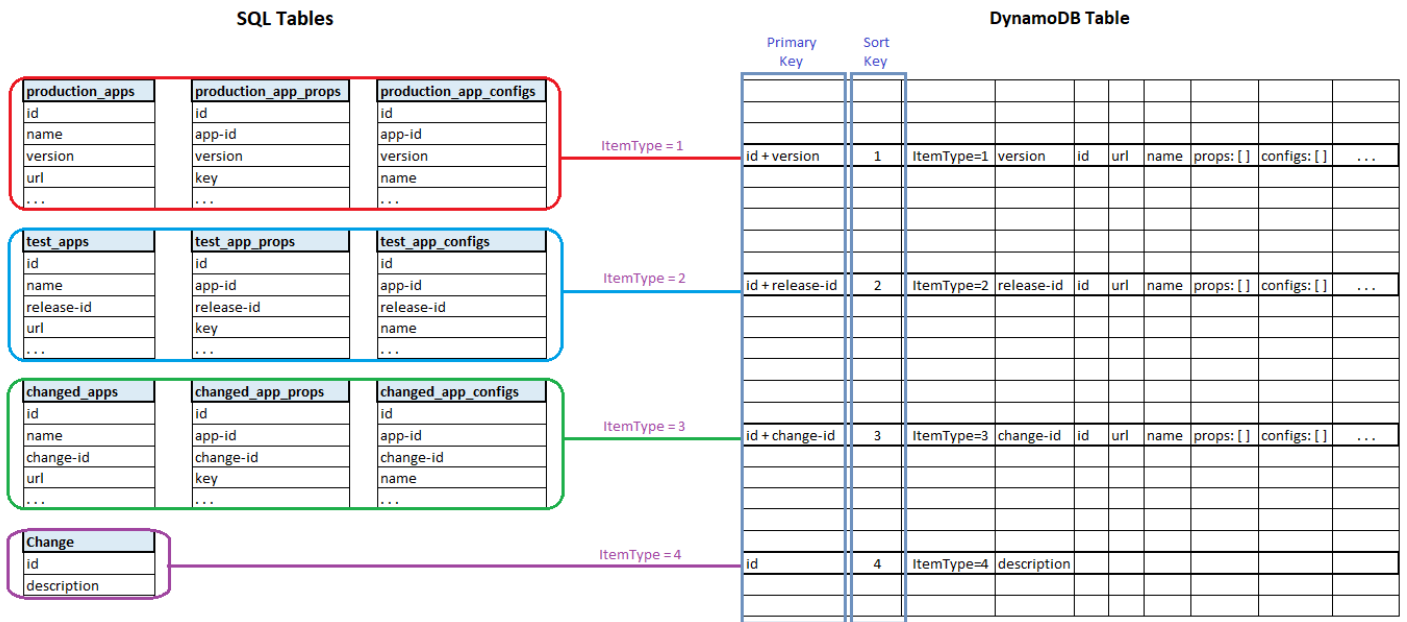 SQL Tables
DynamoDB Table
Primary Key
Sort Key
production_apps production_app_props production_app_configs
id id id
name app-id app-id
version version version
url key name
. . . . . . . . .
ItemType = 1
id + version 1 ItemType=1 version id url name props: [ ] configs: [ ] . . .
test_apps test_app_props test_app_configs
id id id
name app-id app-id
release-id release-id release-id
url key name
. . . . . . . . .
ItemType = 2
id + release-id 2 ItemType=2 release-id id url name props: [ ] configs: [ ] . . .
changed_apps changed_app_props changed_app_configs
id id id
name app-id app-id
change-id change-id change-id
url key name
. . . . . . . . .
ItemType = 3
id + change-id 3 ItemType=3 change-id id url name props: [ ] configs: [ ] . . .
Change
id
description
ItemType = 4
id 4 ItemType=4 description